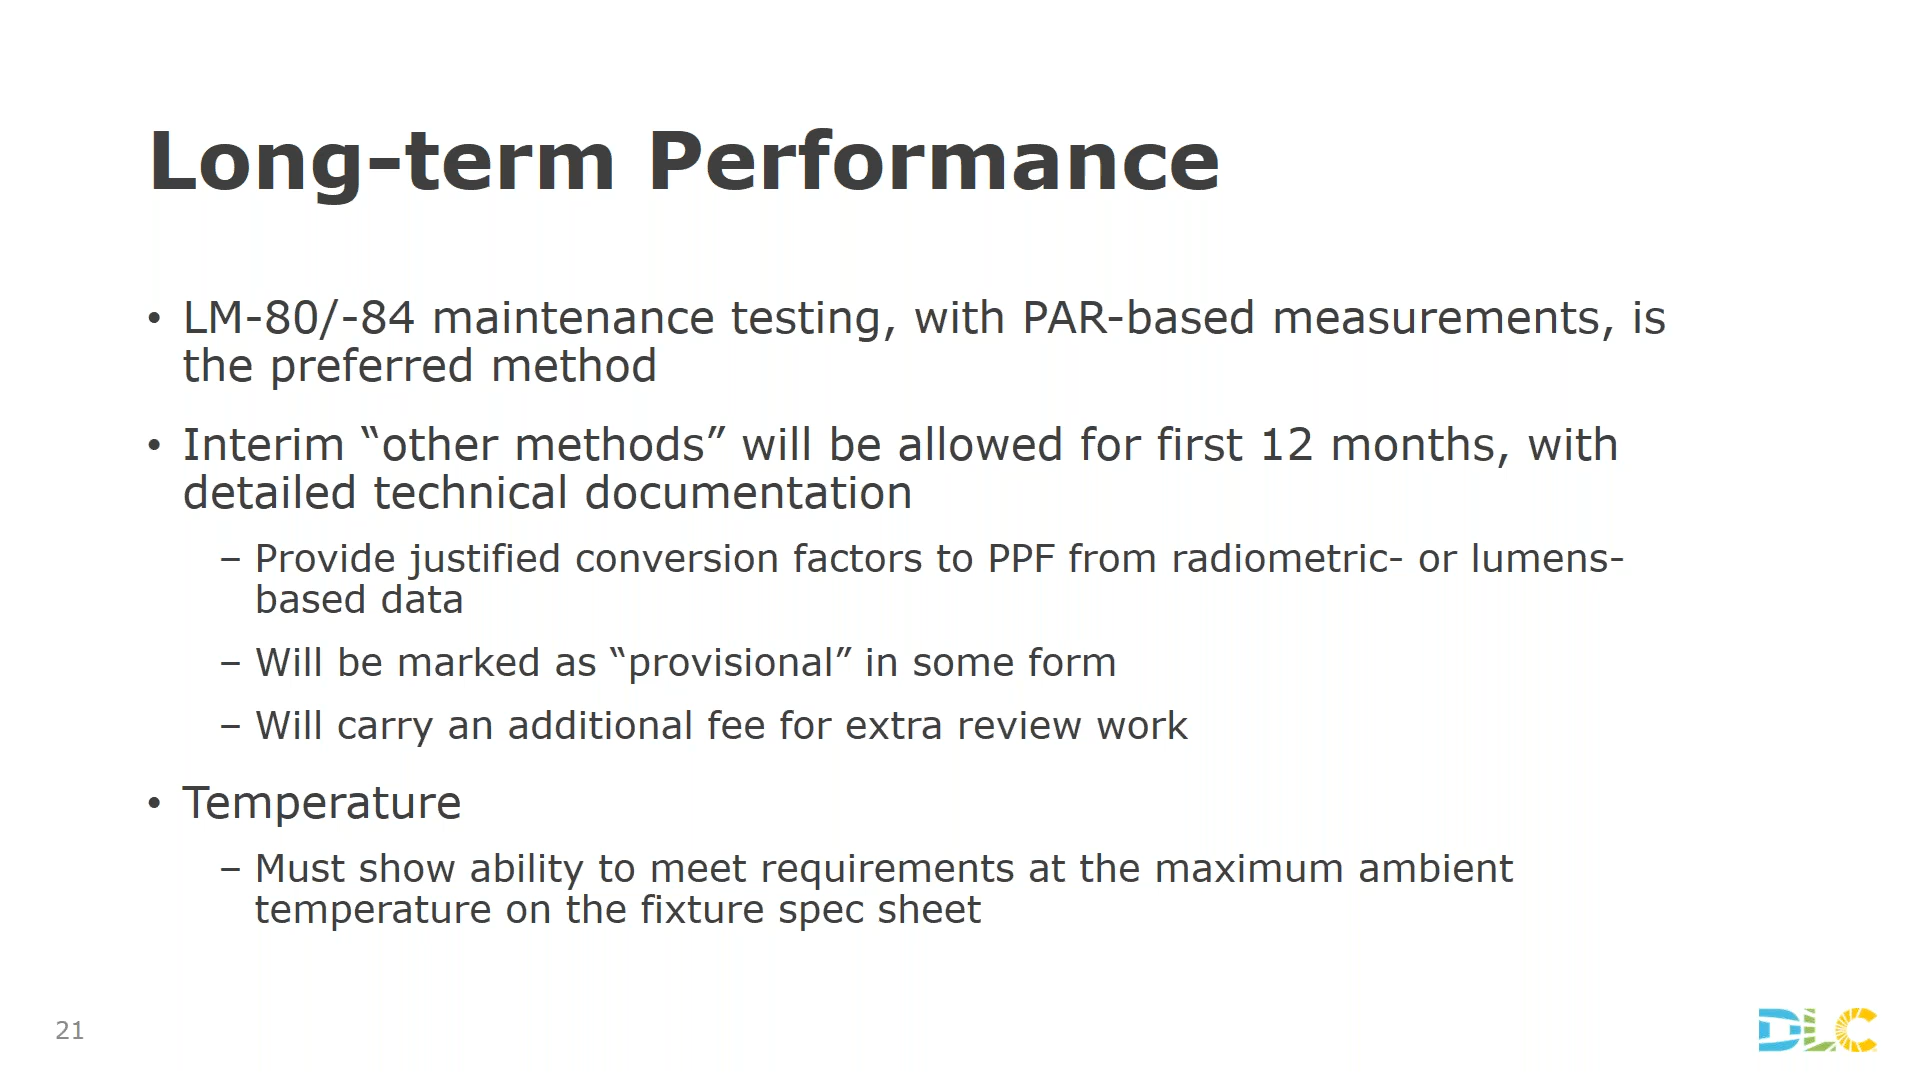 Long-term Performance
• LM-80/-84 maintenance testing, with PAR-based measurements, is
the preferred method
• Interim “other methods” will be allowed for first 12 months, with
detailed technical documentation
– Provide justified conversion factors to PPF from radiometric- or lumens-
based data
– Will be marked as “provisional” in some form
– Will carry an additional fee for extra review work
• Temperature
– Must show ability to meet requirements at the maximum ambient
temperature on the fixture spec sheet
21
DLC